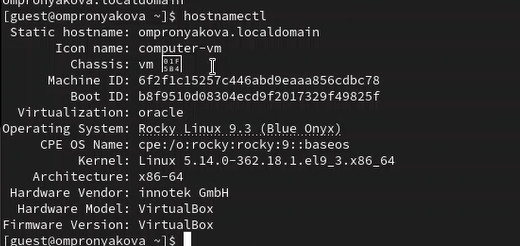 [guest@ompronyakova ~]$ hostnamectl
Static hostname: ompronyakova.localdomain
Icon name: computer-vm
Chassis: vm
Machine ID: 6f2f1c15257c446abd9eaaa856cdbc78
Boot ID: b8f9510d08304ecd9f2017329f49825f
Virtualization: oracle
Operating System: Rocky Linux 9.3 (Blue Onyx)
CPE OS Name: cpe:/o:rocky:rocky:9::baseos
Kernel: Linux 5.14.0-362.18.1.el9_3.x86_64
Architecture: x86-64
Hardware Vendor: innotek GmbH
Hardware Model: VirtualBox
Firmware Version: VirtualBox
[guest@ompronyakova ~]$